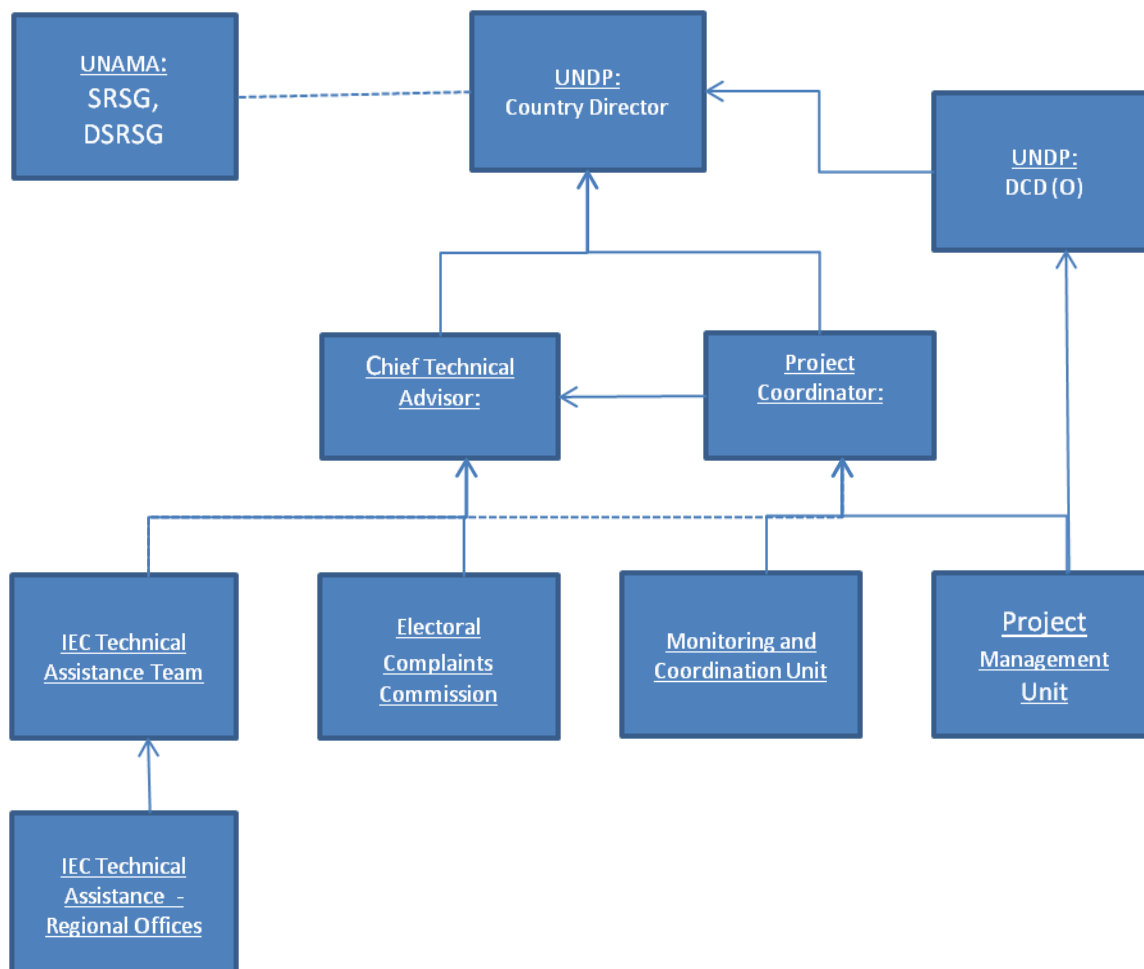 UNAMA:
SRSG,
DSRSG
UNDP:
Country Director
UNDP:
DCD (O)
Chief Technical
Advisor:
Project
Coordinator:
IEC Technical
Assistance Team
Electoral
Complaints
Commission
Monitoring and
Coordination Unit
Project
Management
Unit
IEC Technical
Assistance -
Regional Offices